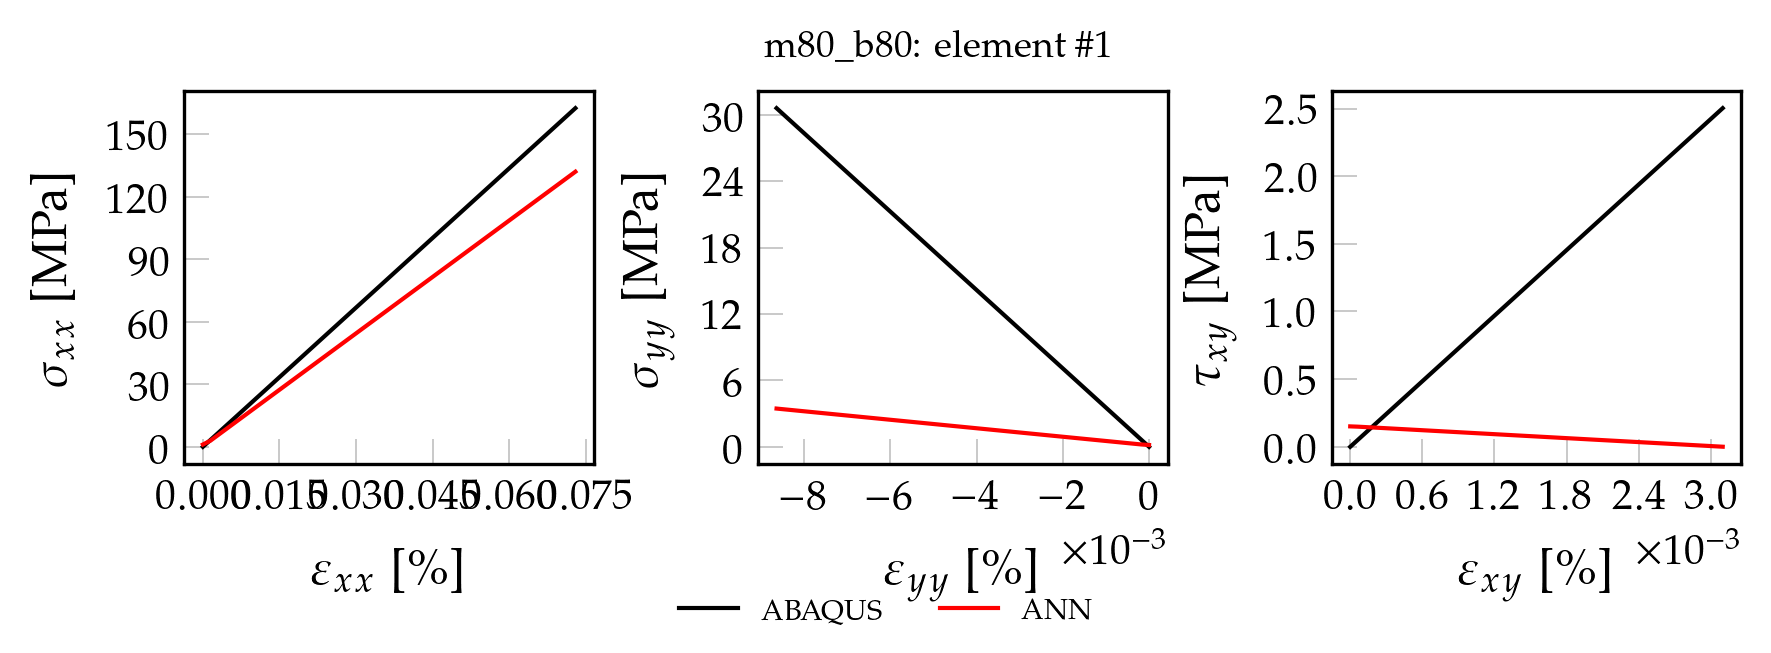 m80_b80: element #1
σxx [MPa]
150
120
90
60
30
0
0.000 0.015 0.030 0.045 0.060 0.075
εxx [%]
σyy [MPa]
30
24
18
12
6
0
−8 −6 −4 −2 0
×10−3
εyy [%]
τxy [MPa]
2.5
2.0
1.5
1.0
0.5
0.0
0.0 0.6 1.2 1.8 2.4 3.0
×10−3
εxy [%]
ABAQUS ANN